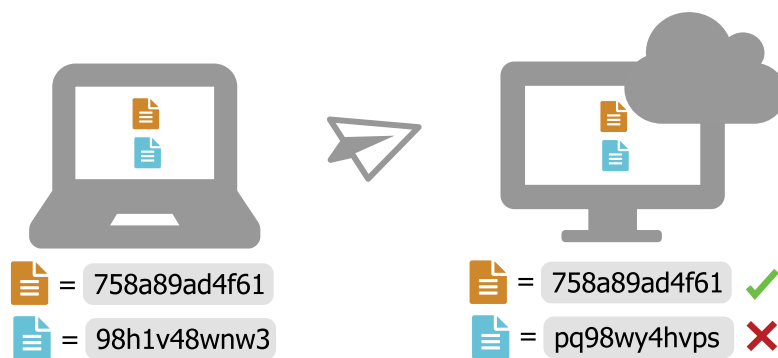 = 758a89ad4f61
= 98h1v48wnw3
= 758a89ad4f61
= pq98wy4hvps